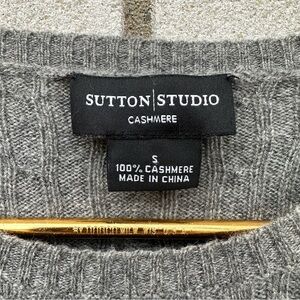 SUTTON|STUDIO
CASHMERE
S
100% CASHMERE
MADE IN CHINA